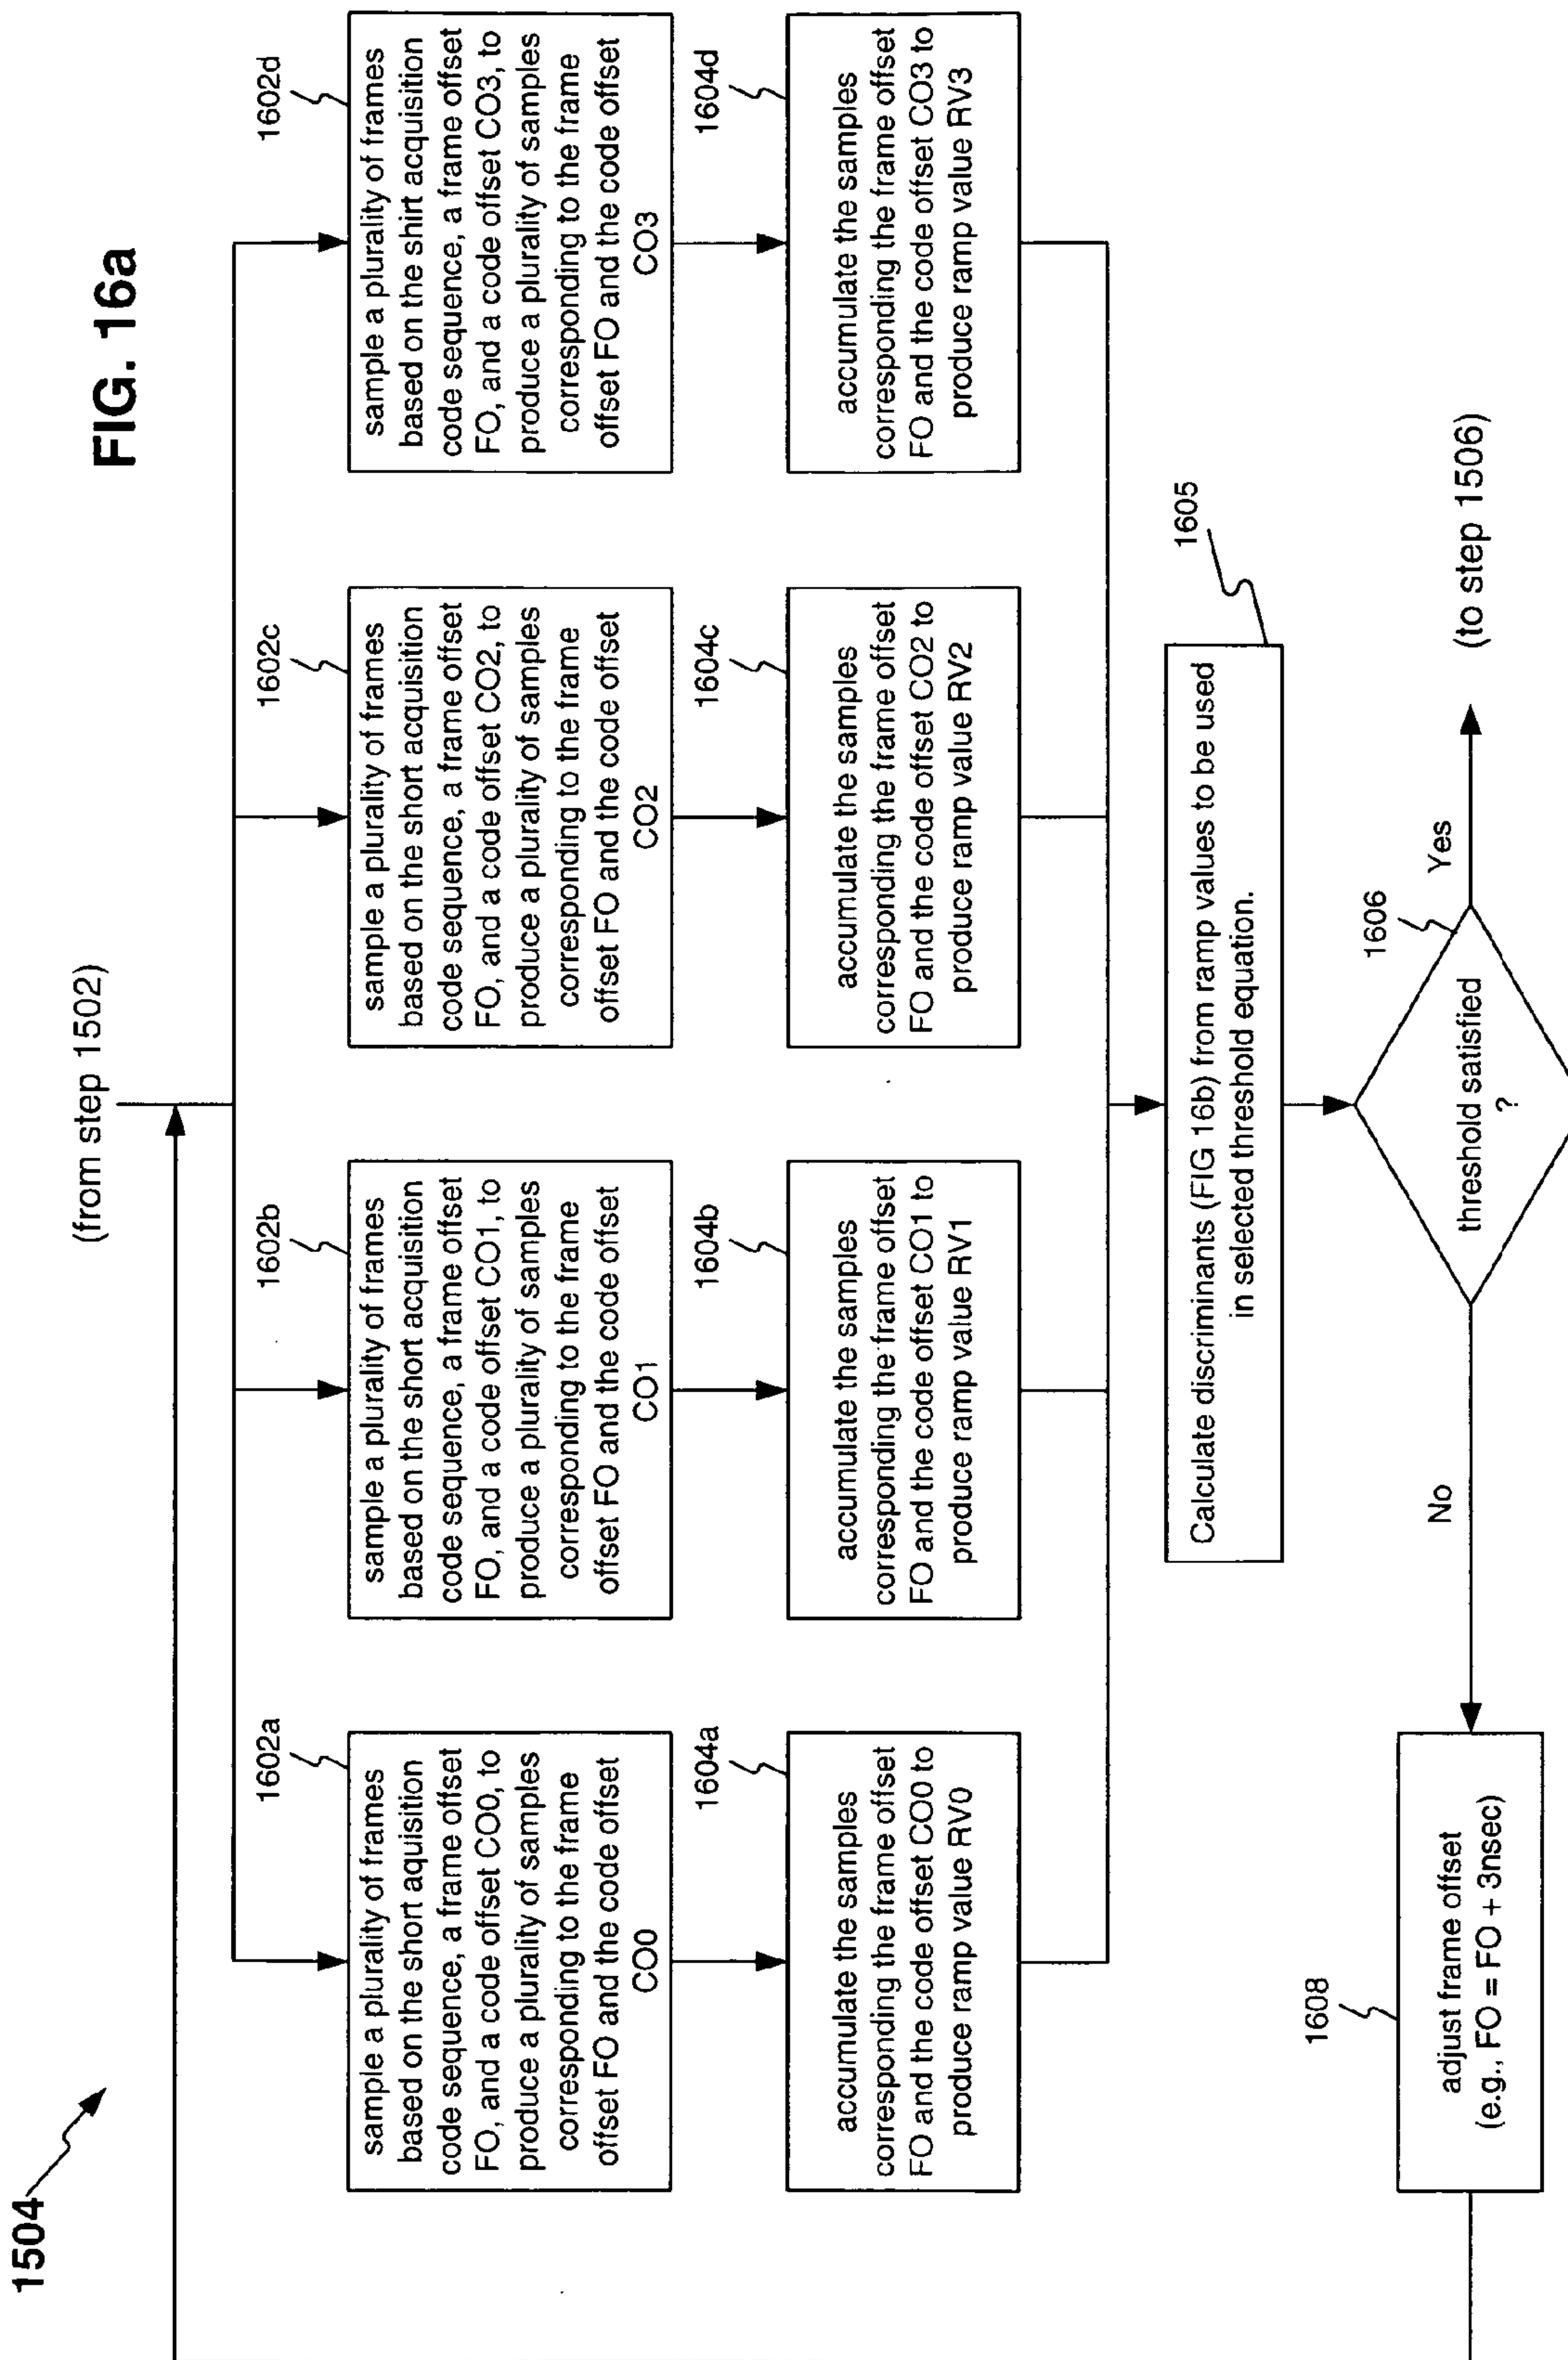 1504
FIG. 16a
(from step 1502)
1602a
sample a plurality of frames
based on the short aquisition
code sequence, a frame offset
FO, and a code offset CO0, to
produce a plurality of samples
corresponding to the frame
offset FO and the code offset
CO0
1602b
sample a plurality of frames
based on the short acquisition
code sequence, a frame offset
FO, and a code offset CO1, to
produce a plurality of samples
corresponding to the frame
offset FO and the code offset
CO1
1602c
sample a plurality of frames
based on the short acquisition
code sequence, a frame offset
FO, and a code offset CO2, to
produce a plurality of samples
corresponding to the frame
offset FO and the code offset
CO2
1602d
sample a plurality of frames
based on the shirt acquisition
code sequence, a frame offset
FO, and a code offset CO3, to
produce a plurality of samples
corresponding to the frame
offset FO and the code offset
CO3
1604a
accumulate the samples
corresponding the frame offset
FO and the code offset CO0 to
produce ramp value RV0
1604b
accumulate the samples
corresponding the frame offset
FO and the code offset CO1 to
produce ramp value RV1
1604c
accumulate the samples
corresponding the frame offset
FO and the code offset CO2 to
produce ramp value RV2
1604d
accumulate the samples
corresponding the frame offset
FO and the code offset CO3 to
produce ramp value RV3
1605
Calculate discriminants (FIG 16b) from ramp values to be used
in selected threshold equation.
1606
threshold satisfied
?
Yes
(to step 1506)
No
1608
adjust frame offset
(e.g., FO = FO + 3nsec)